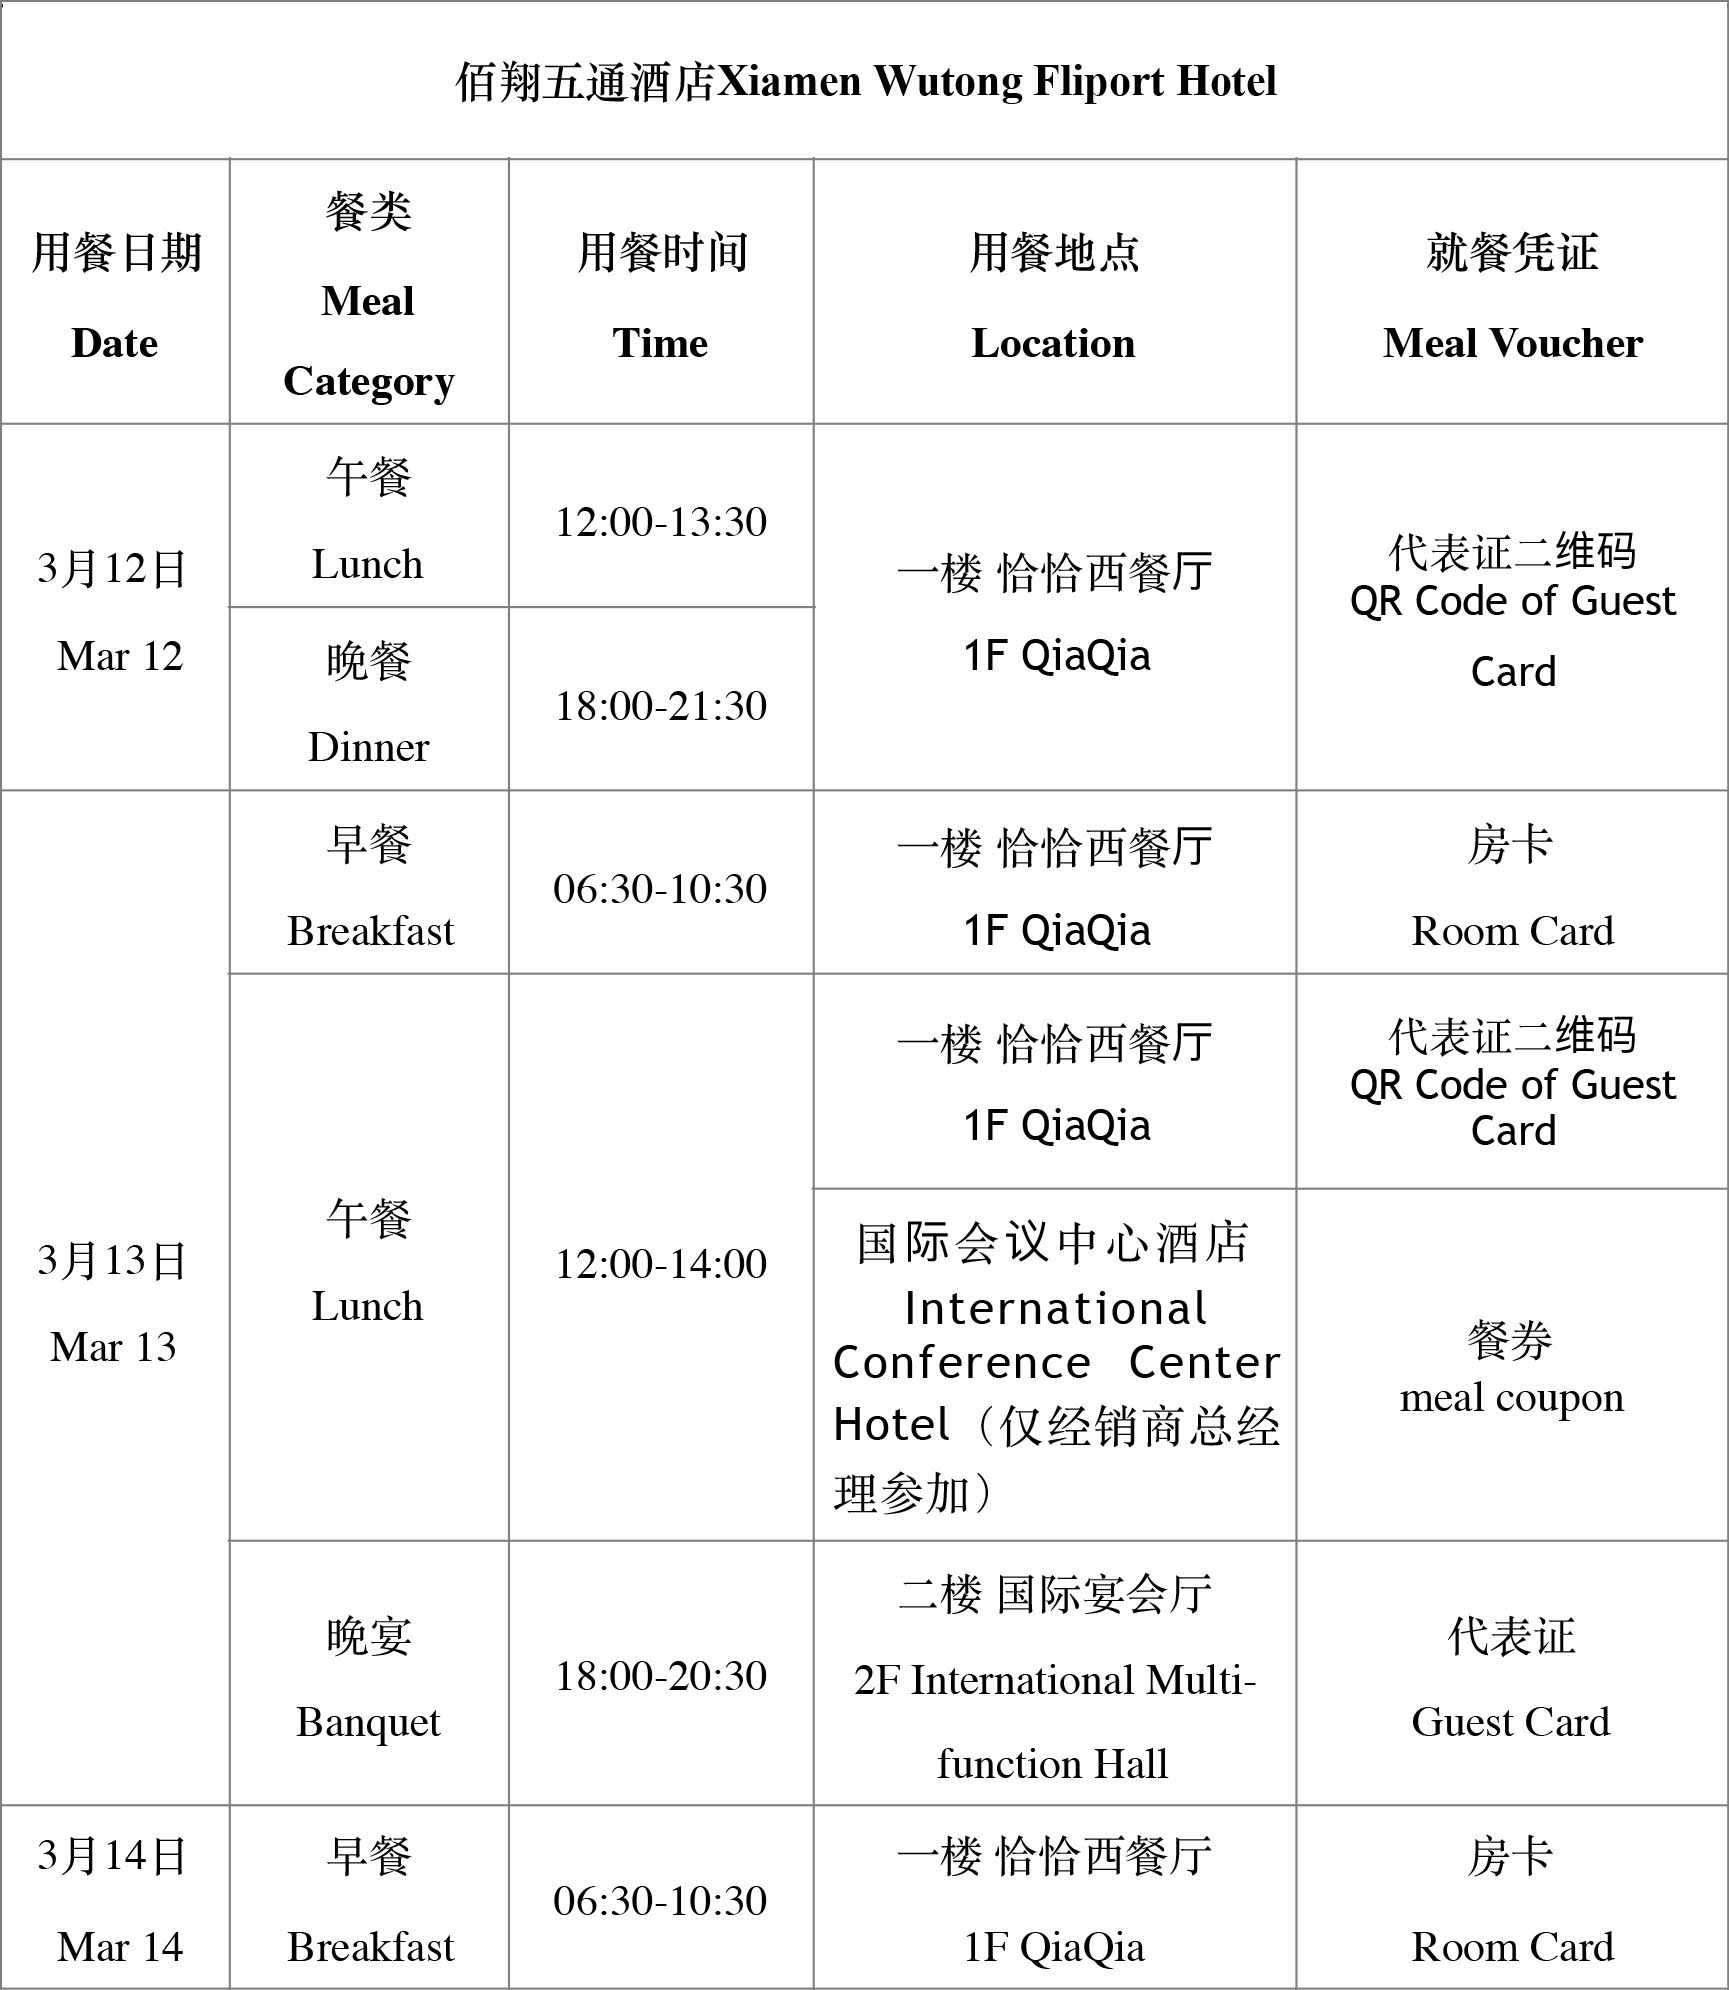 佰翔五通酒店Xiamen Wutong Fliport Hotel
用餐日期
Date
餐类
Meal
Category
用餐时间
Time
用餐地点
Location
就餐凭证
Meal Voucher
3月12日
Mar 12
午餐
Lunch
12:00-13:30
一楼 恰恰西餐厅
1F QiaQia
代表证二维码
QR Code of Guest
Card
晚餐
Dinner
18:00-21:30
3月13日
Mar 13
早餐
Breakfast
06:30-10:30
一楼 恰恰西餐厅
1F QiaQia
房卡
Room Card
午餐
Lunch
12:00-14:00
一楼 恰恰西餐厅
1F QiaQia
代表证二维码
QR Code of Guest
Card
国际会议中心酒店
International
Conference Center
Hotel（仅经销商总经
理参加）
餐券
meal coupon
晚宴
Banquet
18:00-20:30
二楼 国际宴会厅
2F International Multi-
function Hall
代表证
Guest Card
3月14日
Mar 14
早餐
Breakfast
06:30-10:30
一楼 恰恰西餐厅
1F QiaQia
房卡
Room Card